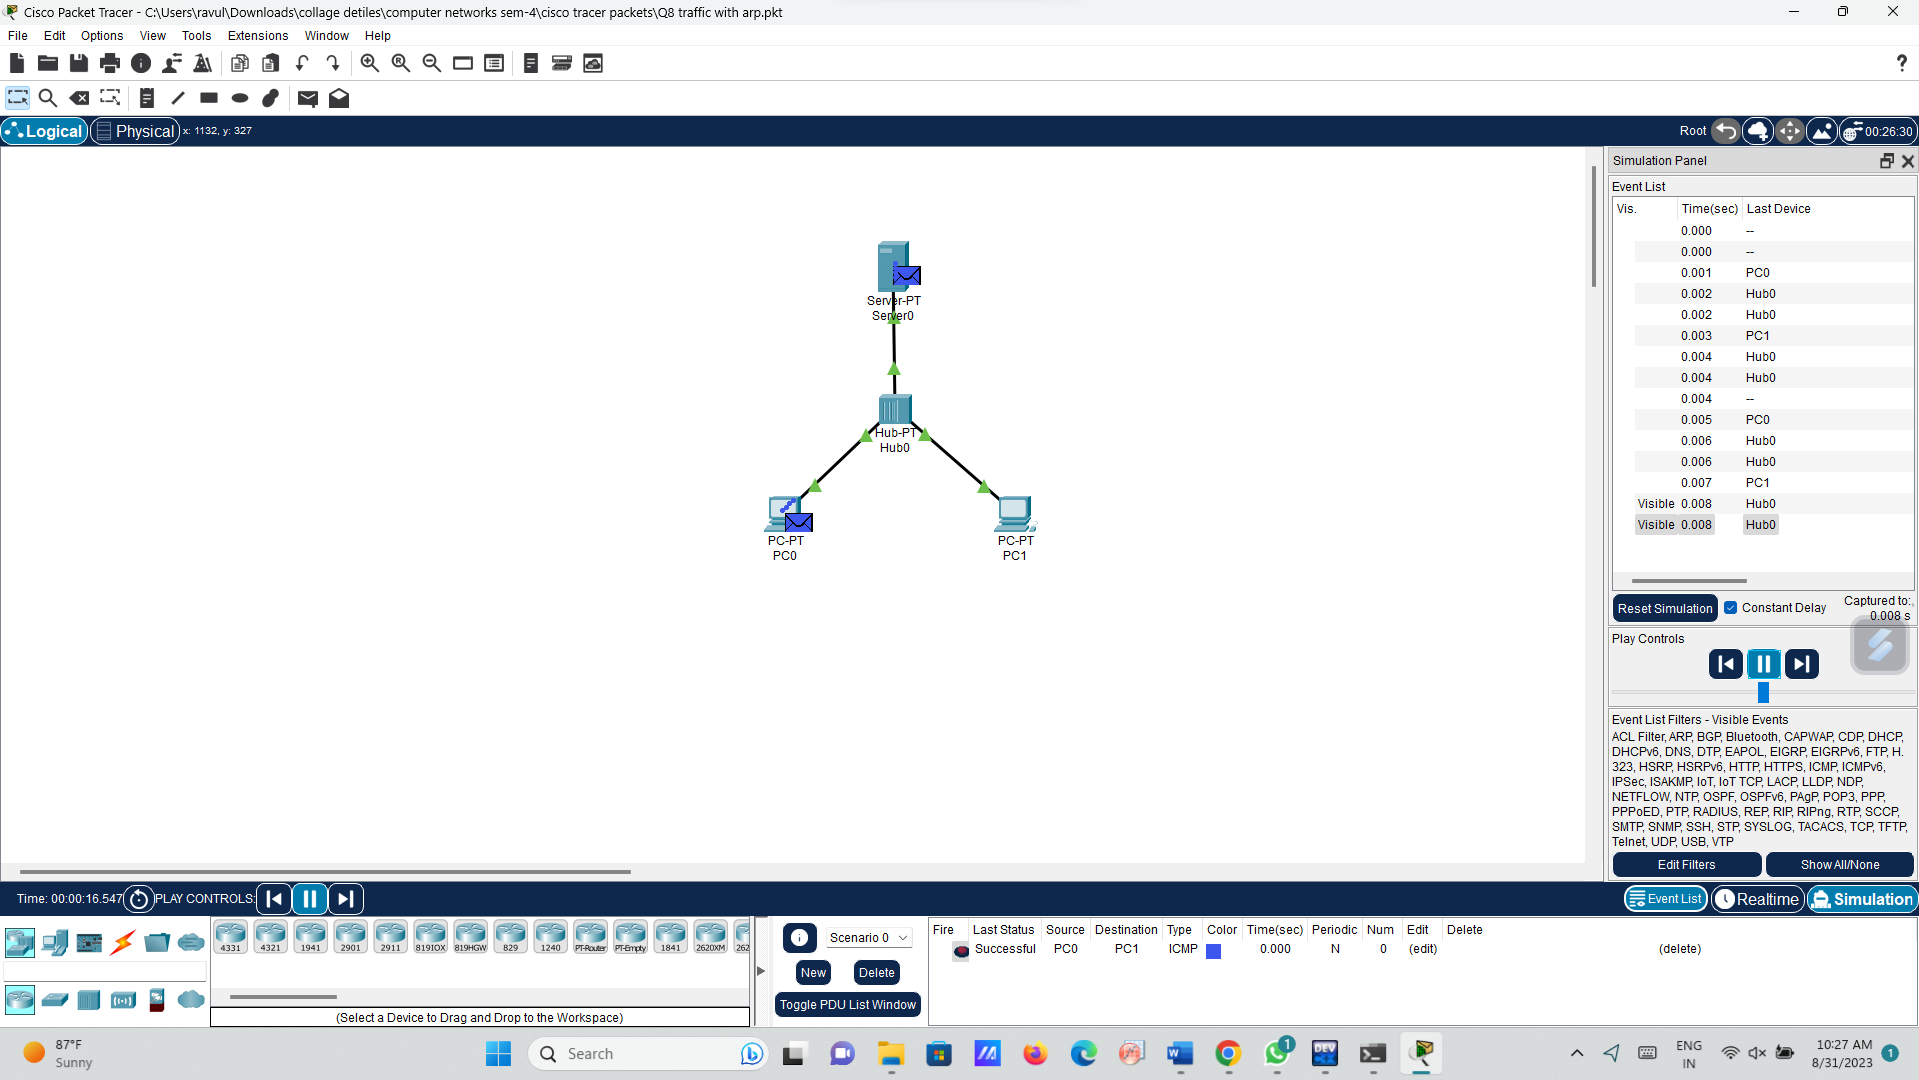 Cisco Packet Tracer - C:\Users\ravul\Downloads\collage detiles\computer networks sem-4\cisco tracer packets\Q8 traffic with arp.pkt
File Edit Options View Tools Extensions Window Help
?
Logical Physical x: 1132, y: 327
Root 00:26:30
Simulation Panel
Event List
Vis. Time(sec) Last Device
0.000 --
0.000 --
0.001 PC0
0.002 Hub0
0.002 Hub0
0.003 PC1
0.004 Hub0
0.004 Hub0
0.004 --
0.005 PC0
0.006 Hub0
0.006 Hub0
0.007 PC1
Visible 0.008 Hub0
Visible 0.008 Hub0
Reset Simulation Constant Delay Captured to:
0.008 s
Play Controls
Event List Filters - Visible Events
ACL Filter, ARP, BGP, Bluetooth, CAPWAP, CDP, DHCP,
DHCPv6, DNS, DTP, EAPOL, EIGRP, EIGRPv6, FTP, H.
323, HSRP, HSRPv6, HTTP, HTTPS, ICMP, ICMPv6,
IPSec, ISAKMP, IoT, IoT TCP, LACP, LLDP, NDP,
NETFLOW, NTP, OSPF, OSPFv6, PAgP, POP3, PPP,
PPPoED, PTP, RADIUS, REP, RIP, RIPng, RTP, SCCP,
SMTP, SNMP, SSH, STP, SYSLOG, TACACS, TCP, TFTP,
Telnet, UDP, USB, VTP
Edit Filters Show All/None
Server-PT
Server0
Hub-PT
Hub0
PC-PT
PC0
PC-PT
PC1
Time: 00:00:16.547 PLAY CONTROLS:
Event List Realtime Simulation
4331 4321 1941 2901 2911 819IOX 819HGW 829 1240 PT-Router PT-Empty 1841 2620XM 262
(Select a Device to Drag and Drop to the Workspace)
Scenario 0
New Delete
Toggle PDU List Window
Fire Last Status Source Destination Type Color Time(sec) Periodic Num Edit Delete
Successful PC0 PC1 ICMP 0.000 N 0 (edit) (delete)
87°F
Sunny
Search
1
DEV
ENG
IN
10:27 AM
8/31/2023
1